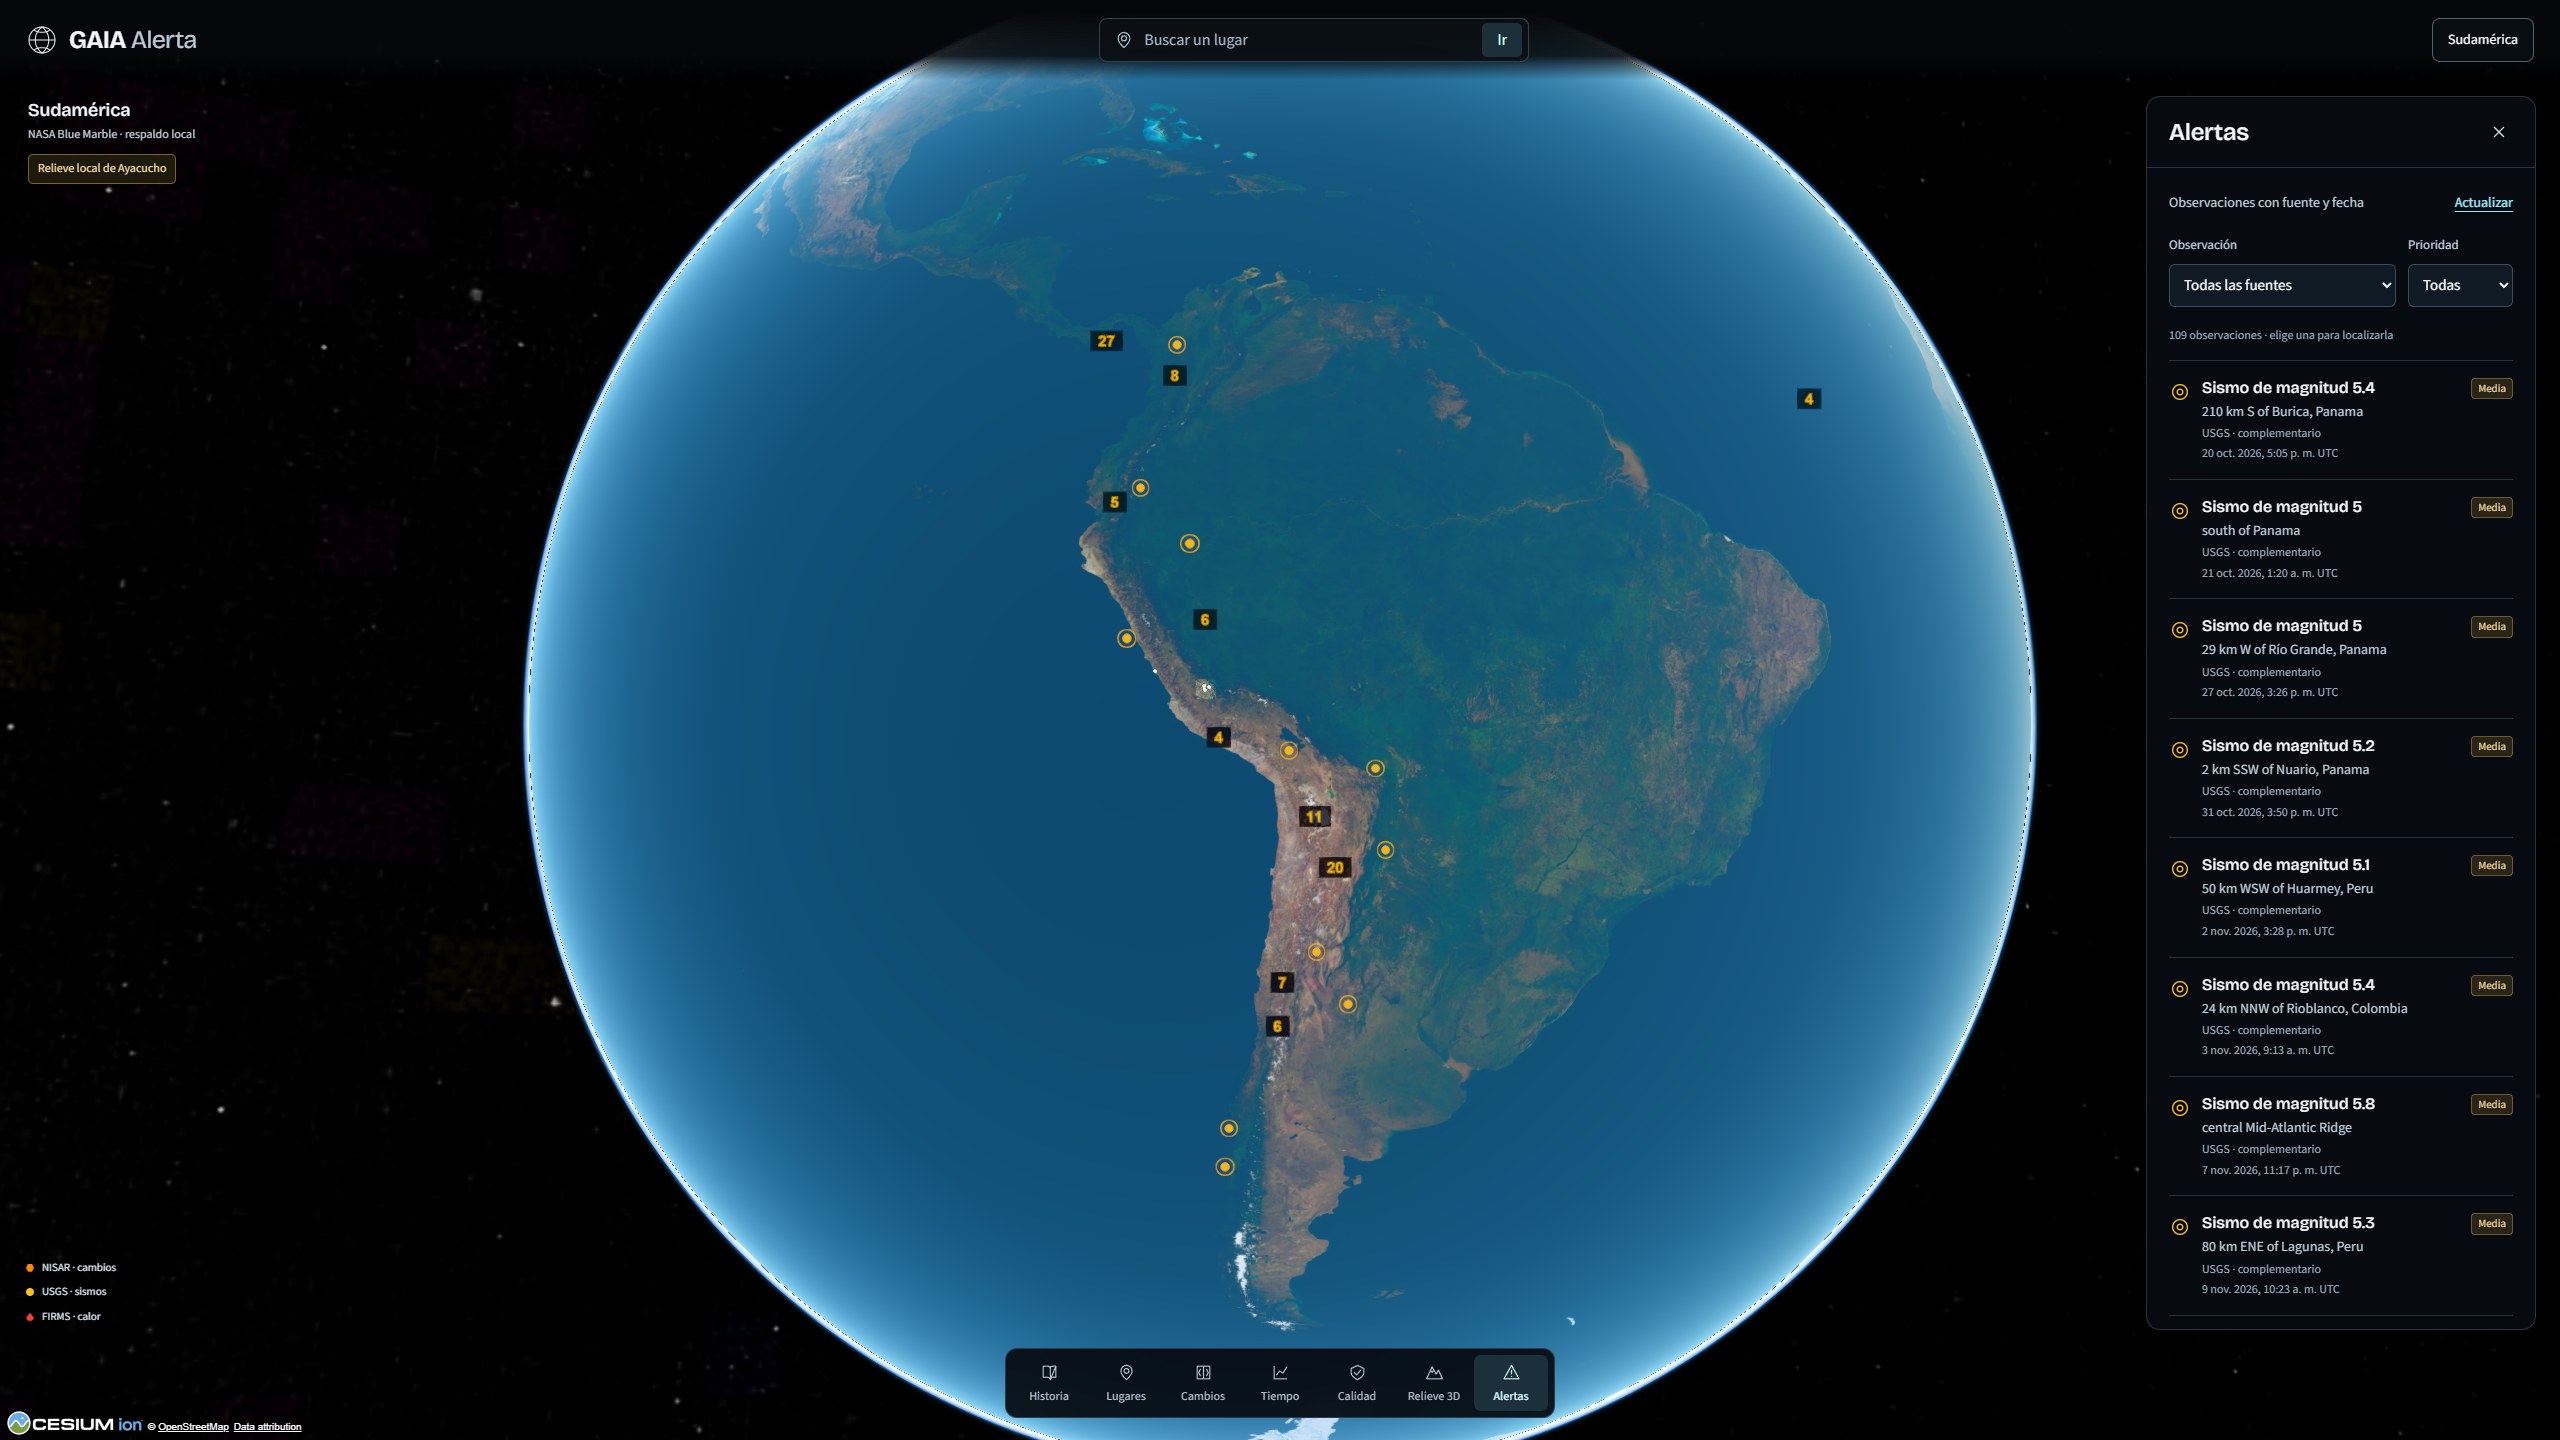 GAIA Alerta
Buscar un lugar
Ir
Sudamérica
Sudamérica
NASA Blue Marble · respaldo local
Relieve local de Ayacucho
27
8
4
5
6
4
11
20
7
6
NISAR · cambios
USGS · sismos
FIRMS · calor
Alertas
Observaciones con fuente y fecha
Actualizar
Observación
Prioridad
Todas las fuentes
Todas
109 observaciones · elige una para localizarla
Sismo de magnitud 5.4
Media
210 km S of Burica, Panama
USGS · complementario
20 oct. 2026, 5:05 p. m. UTC
Sismo de magnitud 5
Media
south of Panama
USGS · complementario
21 oct. 2026, 1:20 a. m. UTC
Sismo de magnitud 5
Media
29 km W of Río Grande, Panama
USGS · complementario
27 oct. 2026, 3:26 p. m. UTC
Sismo de magnitud 5.2
Media
2 km SSW of Nuario, Panama
USGS · complementario
31 oct. 2026, 3:50 p. m. UTC
Sismo de magnitud 5.1
Media
50 km WSW of Huarmey, Peru
USGS · complementario
2 nov. 2026, 3:28 p. m. UTC
Sismo de magnitud 5.4
Media
24 km NNW of Rioblanco, Colombia
USGS · complementario
3 nov. 2026, 9:13 a. m. UTC
Sismo de magnitud 5.8
Media
central Mid-Atlantic Ridge
USGS · complementario
7 nov. 2026, 11:17 p. m. UTC
Sismo de magnitud 5.3
Media
80 km ENE of Lagunas, Peru
USGS · complementario
9 nov. 2026, 10:23 a. m. UTC
Historia
Lugares
Cambios
Tiempo
Calidad
Relieve 3D
Alertas
CESIUM ion © OpenStreetMap Data attribution